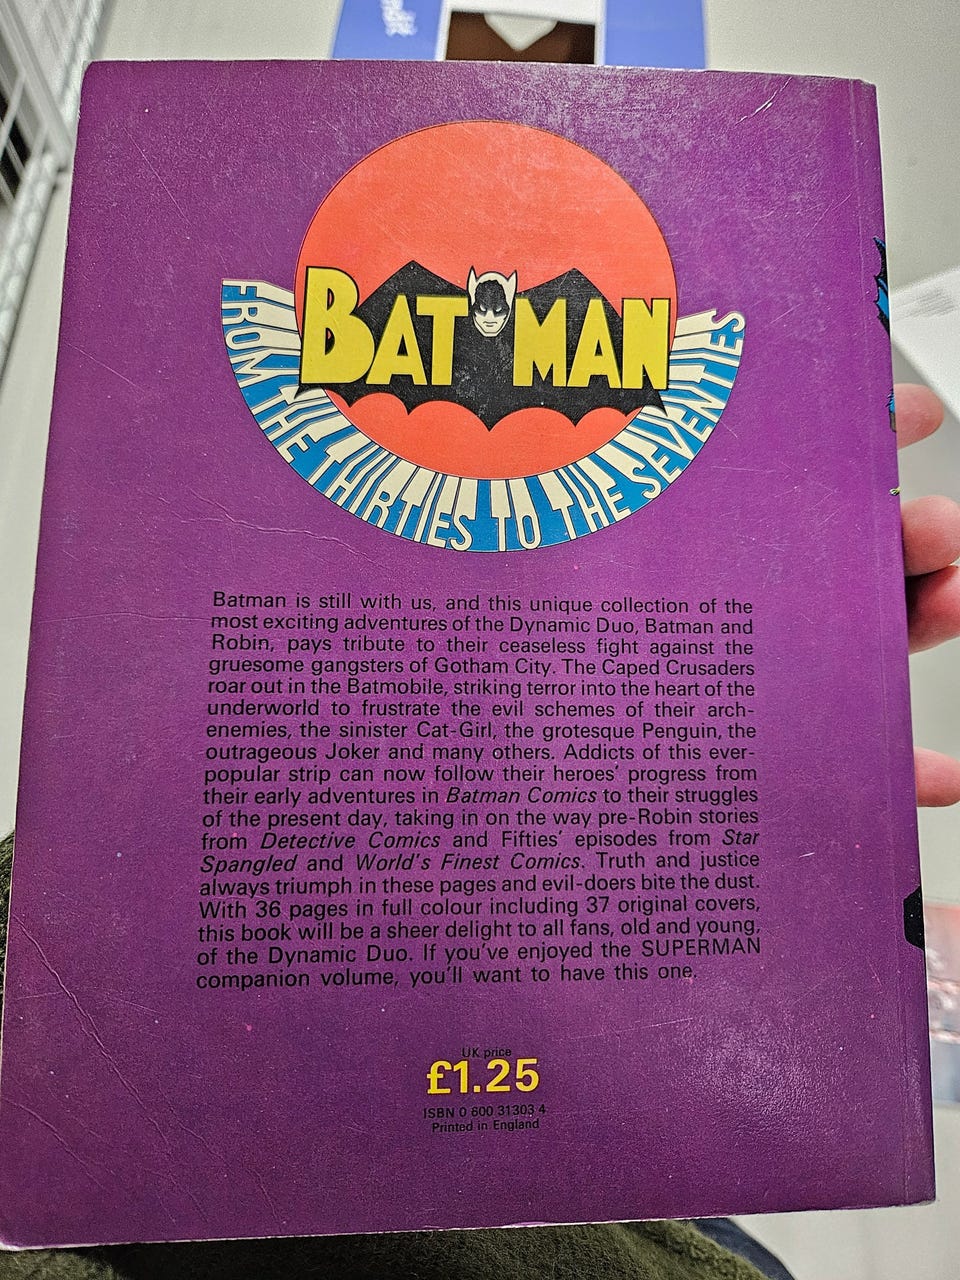 BATMAN
FROM THE THIRTIES TO THE SEVENTIES
Batman is still with us, and this unique collection of the
most exciting adventures of the Dynamic Duo, Batman and
Robin, pays tribute to their ceaseless fight against the
gruesome gangsters of Gotham City. The Caped Crusaders
roar out in the Batmobile, striking terror into the heart of the
underworld to frustrate the evil schemes of their arch-
enemies, the sinister Cat-Girl, the grotesque Penguin, the
outrageous Joker and many others. Addicts of this ever-
popular strip can now follow their heroes' progress from
their early adventures in Batman Comics to their struggles
of the present day, taking in on the way pre-Robin stories
from Detective Comics and Fifties' episodes from Star
Spangled and World's Finest Comics. Truth and justice
always triumph in these pages and evil-doers bite the dust.
With 36 pages in full colour including 37 original covers,
this book will be a sheer delight to all fans, old and young,
of the Dynamic Duo. If you've enjoyed the SUPERMAN
companion volume, you'll want to have this one.
UK price
£1.25
ISBN 0 600 31303 4
Printed in England